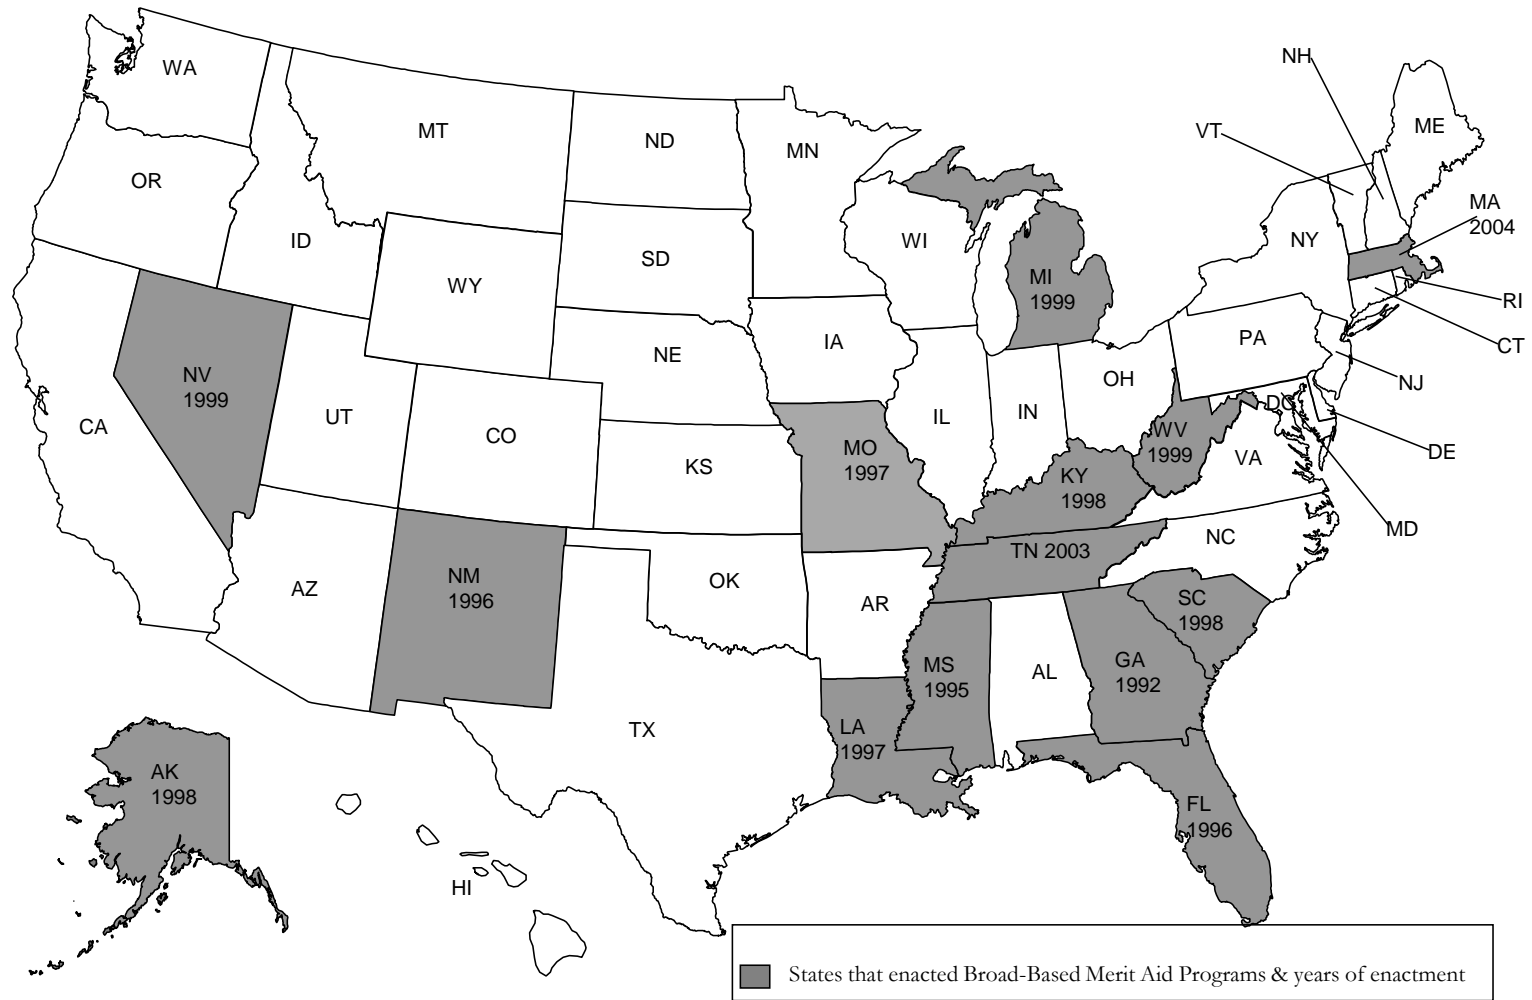 WA
MT
ND
MN
OR
ID
WY
SD
WI
MI
1999
NH
VT
ME
MA
2004
NY
RI
CT
NJ
PA
NV
1999
UT
CA
CO
NE
IA
IL
IN
OH
DC
DE
MD
WV
1999
VA
KS
MO
1997
KY
1998
TN 2003
NC
AZ
NM
1996
OK
AR
SC
1998
MS
1995
AL
GA
1992
TX
LA
1997
AK
1998
FL
1996
HI
States that enacted Broad-Based Merit Aid Programs & years of enactment